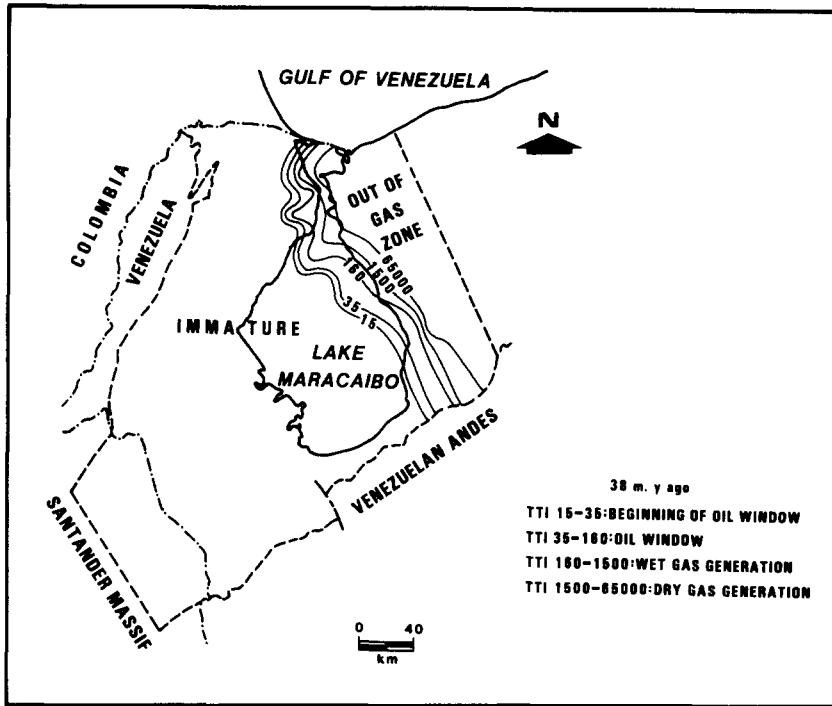 GULF OF VENEZUELA
N
COLOMBIA
VENEZUELA
OUT OF
GAS
ZONE
65000
1500
160
35
15
IMMATURE
LAKE
MARACAIBO
VENEZUELAN ANDES
SANTANDER MASSIF
38 m. y ago
TTI 15-35:BEGINNING OF OIL WINDOW
TTI 35-160:OIL WINDOW
TTI 160-1500:WET GAS GENERATION
TTI 1500-65000:DRY GAS GENERATION
0 40
km